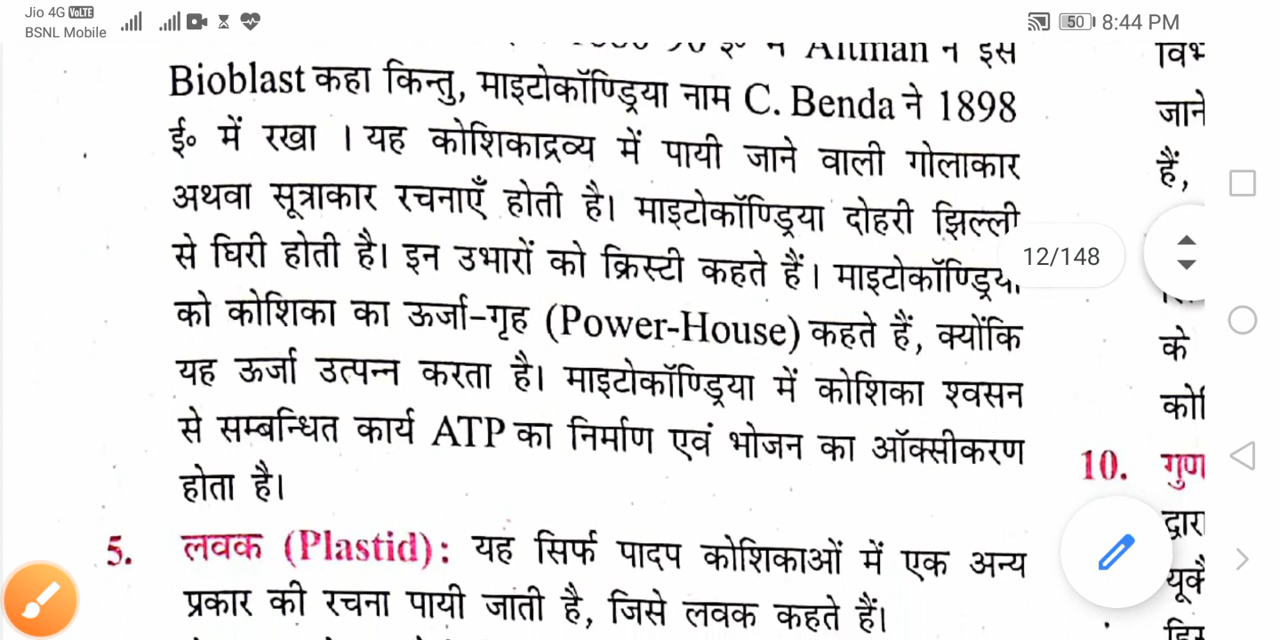 Jio 4G VoLTE
BSNL Mobile
50 8:44 PM
Altman ने इसे
Bioblast कहा किन्तु, माइटोकॉण्ड्रिया नाम C. Benda ने 1898
ई० में रखा । यह कोशिकाद्रव्य में पायी जाने वाली गोलाकार
अथवा सूत्राकार रचनाएँ होती है। माइटोकॉण्ड्रिया दोहरी झिल्ली
से घिरी होती है। इन उभारों को क्रिस्टी कहते हैं। माइटोकॉण्ड्रिया
को कोशिका का ऊर्जा-गृह (Power-House) कहते हैं, क्योंकि
यह ऊर्जा उत्पन्न करता है। माइटोकॉण्ड्रिया में कोशिका श्वसन
से सम्बन्धित कार्य ATP का निर्माण एवं भोजन का ऑक्सीकरण
होता है।
5. लवक (Plastid): यह सिर्फ पादप कोशिकाओं में एक अन्य
प्रकार की रचना पायी जाती है, जिसे लवक कहते हैं।
12/148
जाने
हैं,
के
10. गुण